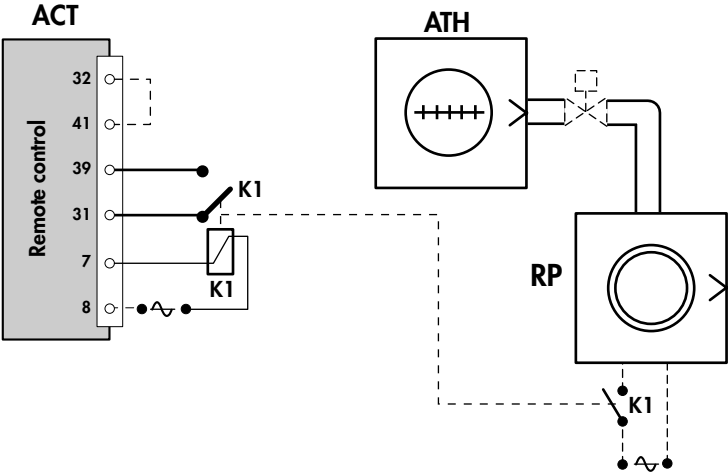 ACT
ATH
Remote control
32
41
39
31
7
8
K1
K1
RP
K1